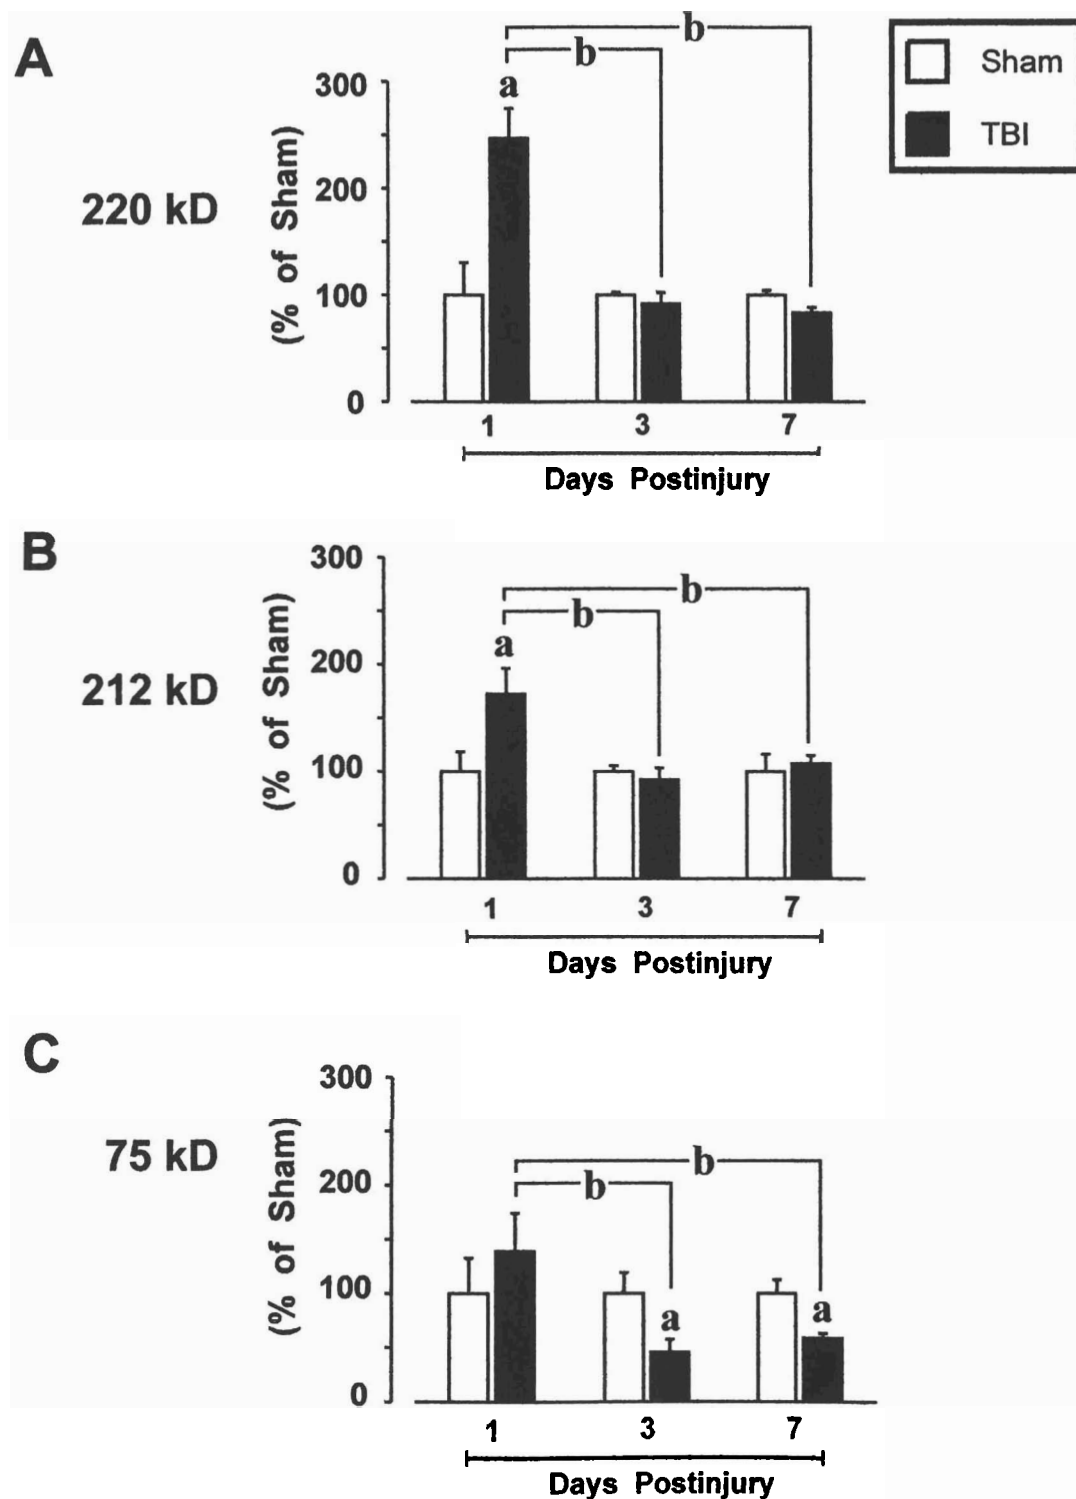 A
220 kD
(% of Sham)
300
200
100
0
a
b
b
Sham
TBI
1 3 7
Days Postinjury
B
212 kD
(% of Sham)
300
200
100
0
a
b
b
1 3 7
Days Postinjury
C
75 kD
(% of Sham)
300
200
100
0
b
b
a
a
1 3 7
Days Postinjury